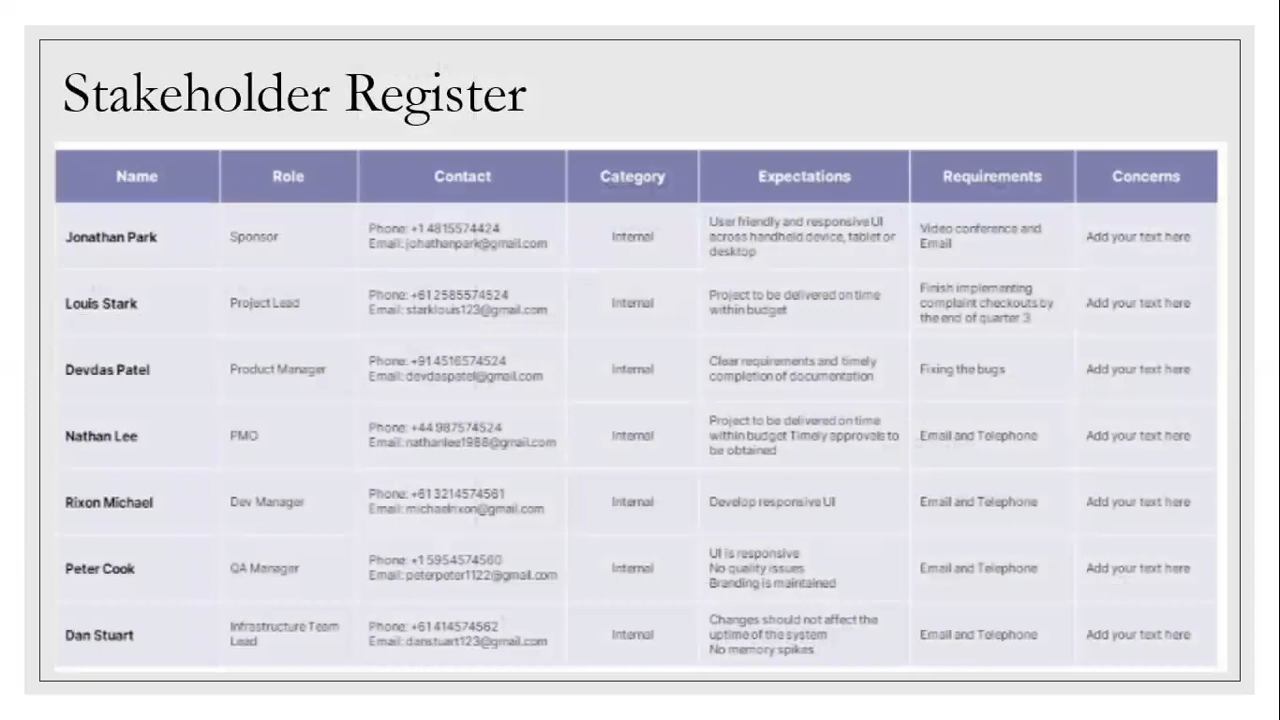 Stakeholder Register
Name Role Contact Category Expectations Requirements Concerns
Jonathan Park
Sponsor
Phone: +1 4815574424
Email: johathanpark@gmail.com
Internal
User friendly and responsive UI
across handheld device, tablet or
desktop
Video conference and
Email
Add your text here
Louis Stark
Project Lead
Phone: +61 2585574524
Email: starklouis123@gmail.com
Internal
Project to be delivered on time
within budget
Finish implementing
complaint checkouts by
the end of quarter 3
Add your text here
Devdas Patel
Product Manager
Phone: +91 4516574524
Email: devdaspatel@gmail.com
Internal
Clear requirements and timely
completion of documentation
Fixing the bugs
Add your text here
Nathan Lee
PMO
Phone: +44 987574524
Email: nathanlee1988@gmail.com
Internal
Project to be delivered on time
within budget Timely approvals to
be obtained
Email and Telephone
Add your text here
Rixon Michael
Dev Manager
Phone: +61 3214574561
Email: michaelrixon@gmail.com
Internal
Develop responsive UI
Email and Telephone
Add your text here
Peter Cook
QA Manager
Phone: +1 5954574560
Email: peterpeter1122@gmail.com
Internal
UI is responsive
No quality issues
Branding is maintained
Email and Telephone
Add your text here
Dan Stuart
Infrastructure Team
Lead
Phone: +61 414574562
Email: danstuart123@gmail.com
Internal
Changes should not affect the
uptime of the system
No memory spikes
Email and Telephone
Add your text here